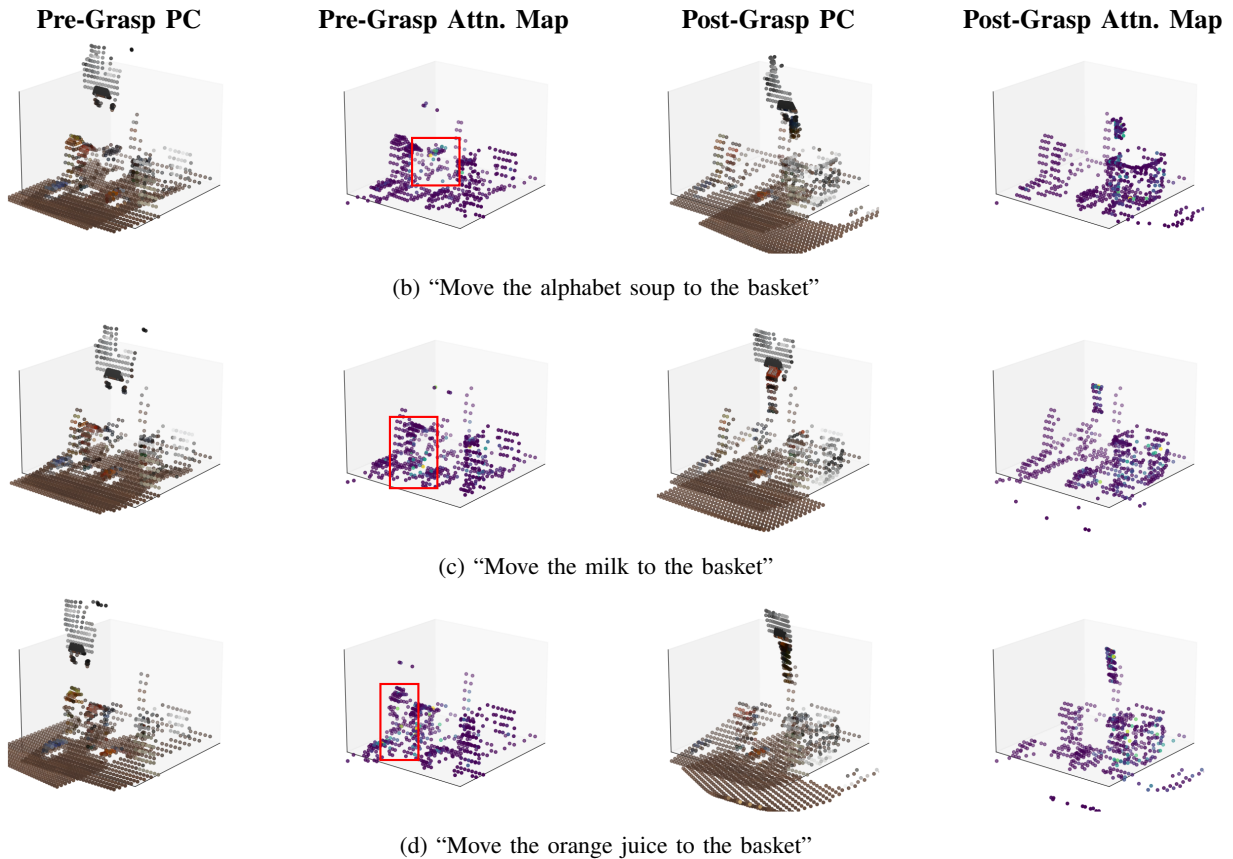 Pre-Grasp PC Pre-Grasp Attn. Map Post-Grasp PC Post-Grasp Attn. Map
(b) “Move the alphabet soup to the basket”
(c) “Move the milk to the basket”
(d) “Move the orange juice to the basket”